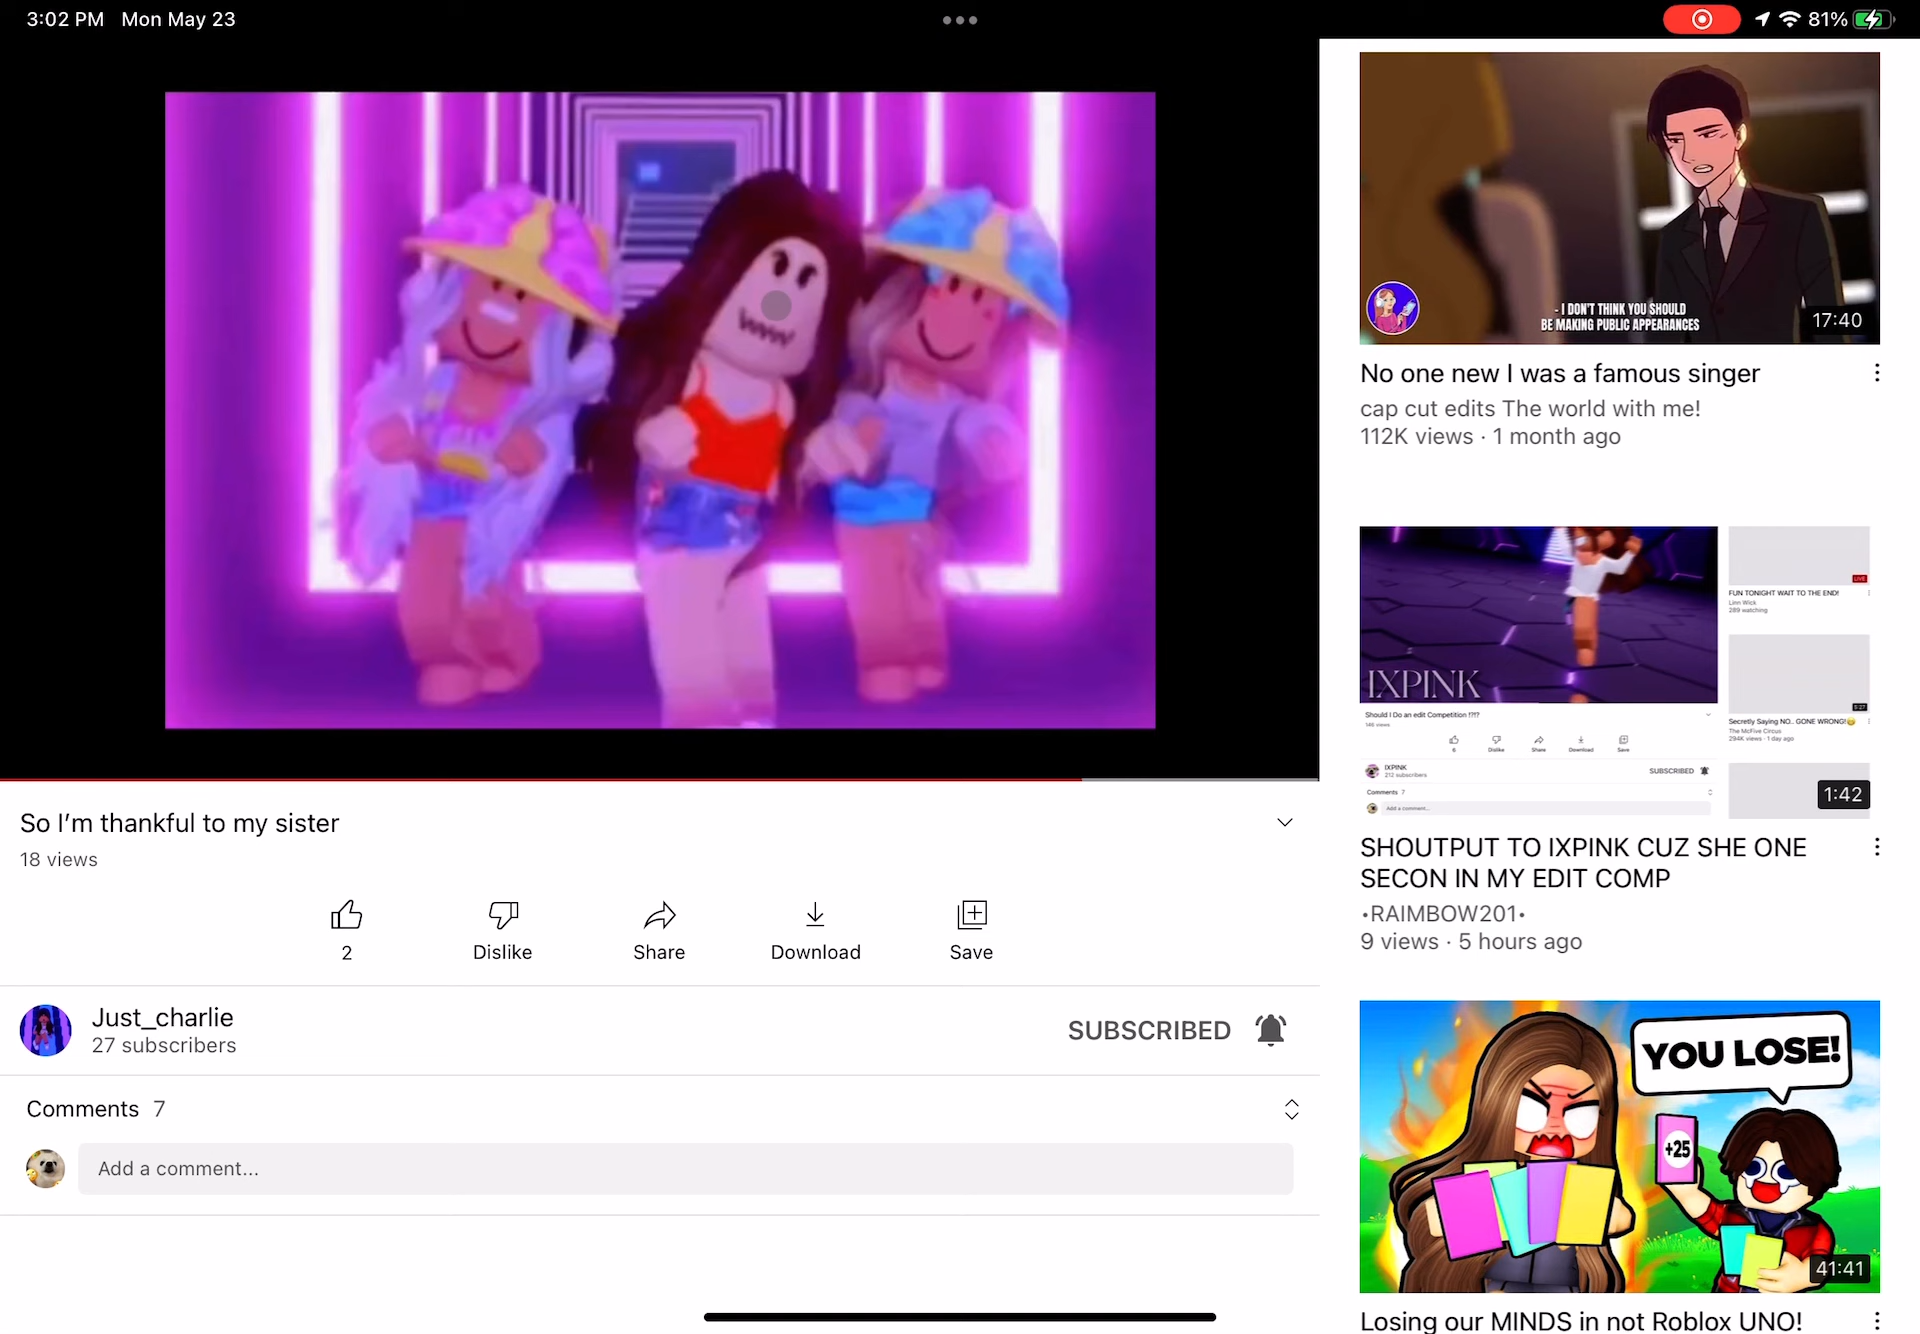 3:02 PM Mon May 23
81%
So I’m thankful to my sister
18 views
2
Dislike
Share
Download
Save
Just_charlie
27 subscribers
SUBSCRIBED
Comments 7
Add a comment...
- I DON'T THINK YOU SHOULD
BE MAKING PUBLIC APPEARANCES
17:40
No one new I was a famous singer
cap cut edits The world with me!
112K views · 1 month ago
IXPINK
Should I Do an edit Competition !?!?
148 views
6
Dislike
Share
Download
Save
IXPINK
212 subscribers
SUBSCRIBED
Comments 7
Add a comment...
LIVE
FUN TONIGHT WAIT TO THE END!
Linn Wick
289 watching
5:27
Secretly Saying NO.. GONE WRONG!😂
The McFive Circus
294K views · 1 day ago
1:42
SHOUTPUT TO IXPINK CUZ SHE ONE
SECON IN MY EDIT COMP
•RAIMBOW201•
9 views · 5 hours ago
YOU LOSE!
+25
41:41
Losing our MINDS in not Roblox UNO!